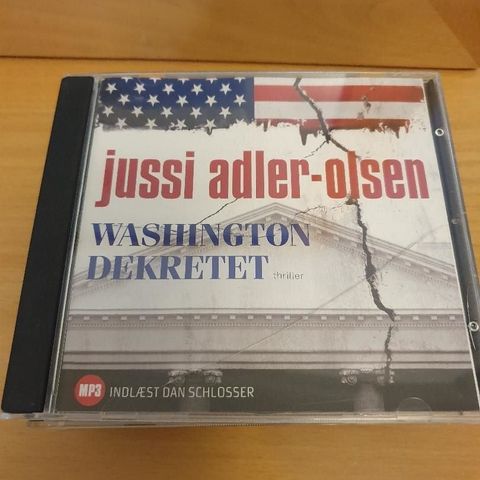 jussi adler-olsen
WASHINGTON
DEKRETET thriller
MP3 INDLÆST DAN SCHLOSSER